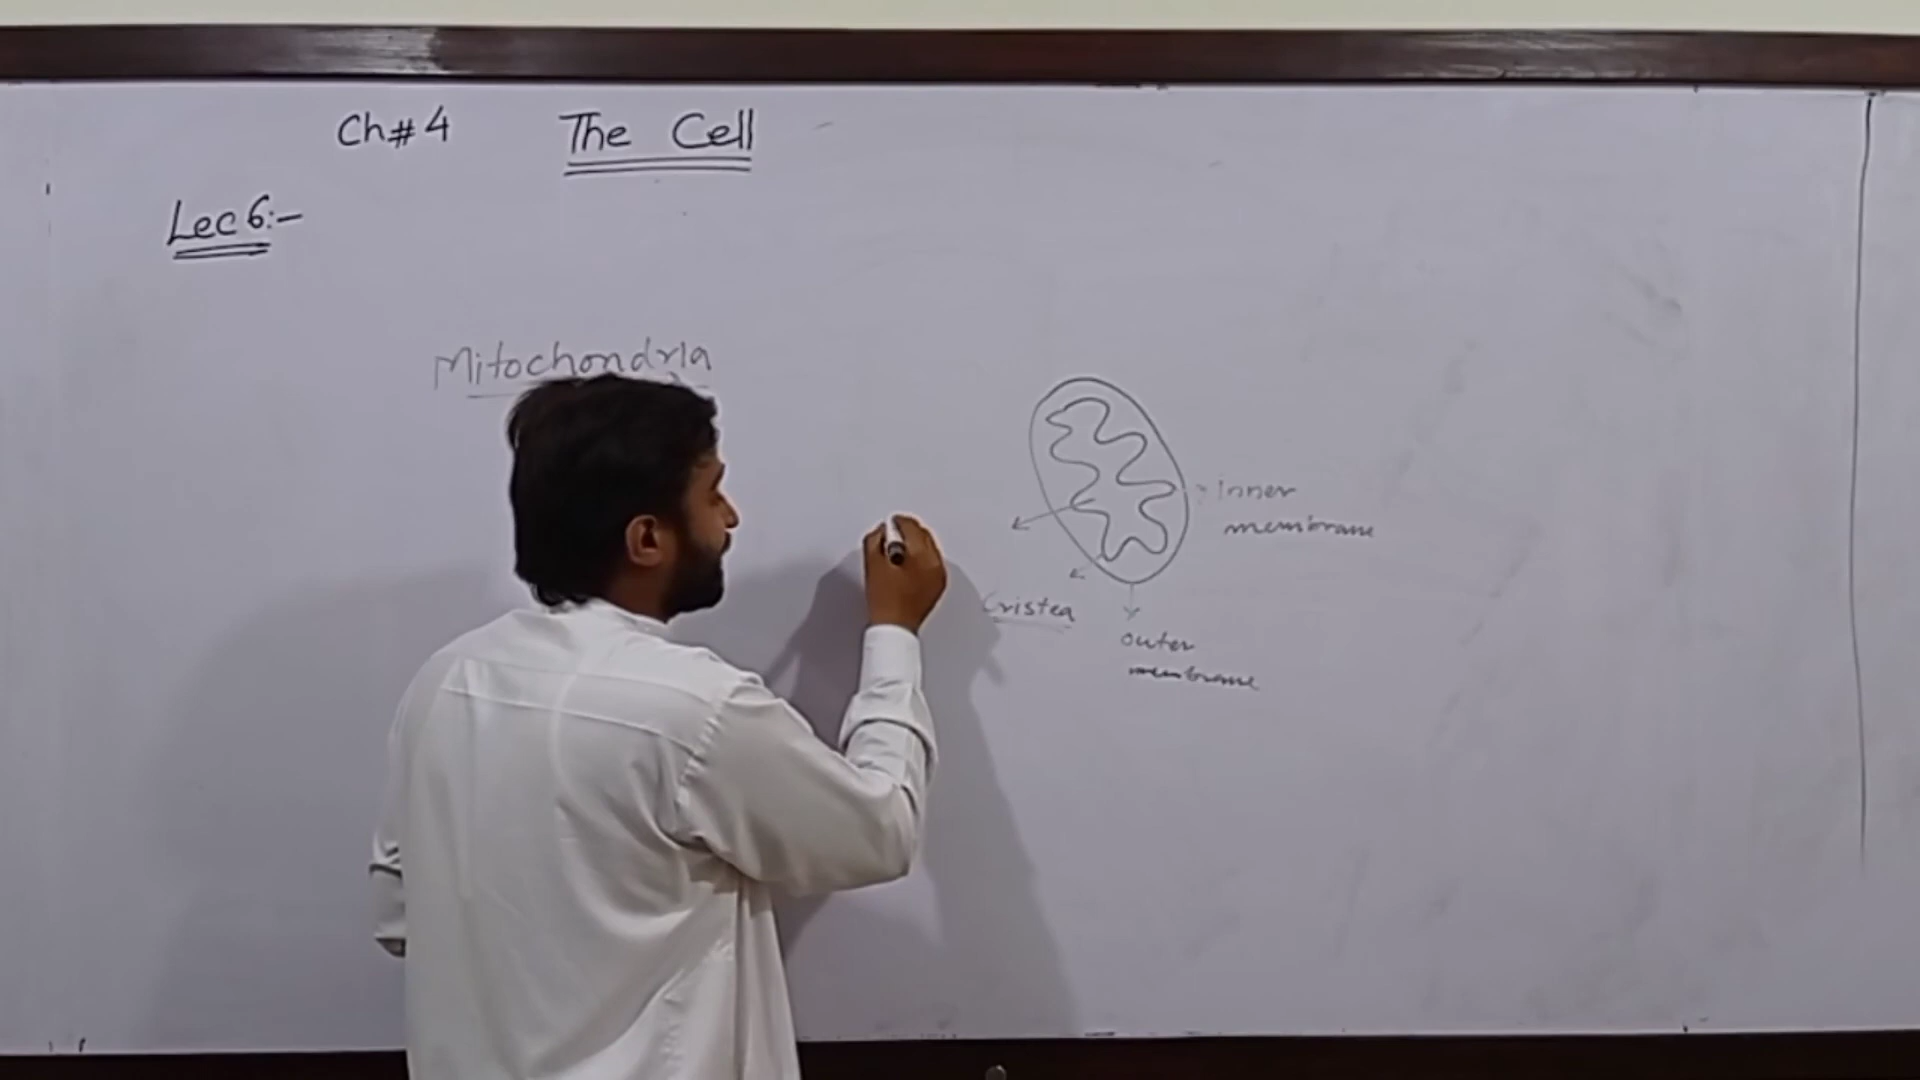 Ch#4 The Cell
Lec 6:-
Mitochondria
inner
membrane
Cristea
outer
membrane